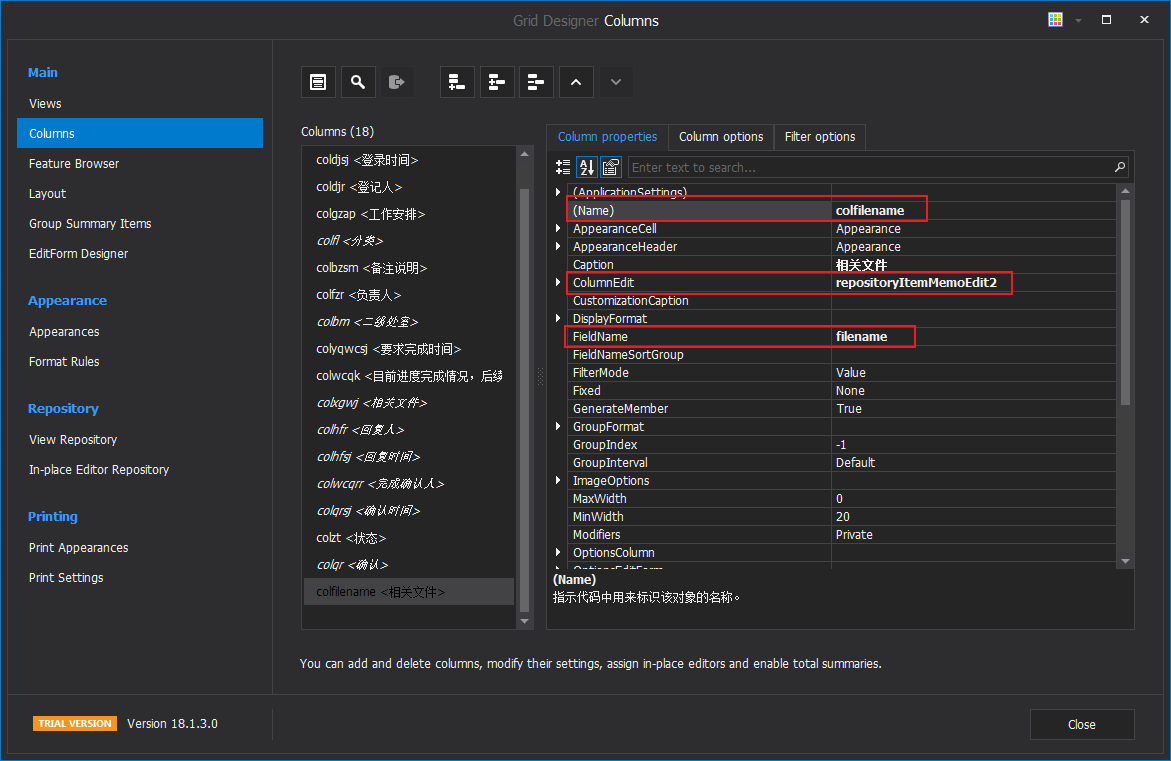 Grid Designer Columns
Main
Views
Columns
Feature Browser
Layout
Group Summary Items
EditForm Designer
Appearance
Appearances
Format Rules
Repository
View Repository
In-place Editor Repository
Printing
Print Appearances
Print Settings
Columns (18)
coldjsj <登录时间>
coldjr <登记人>
colgzap <工作安排>
colfl <分类>
colbzsm <备注说明>
colfzr <负责人>
colbm <二级处室>
colyqwcsj <要求完成时间>
colwcqk <目前进度完成情况，后续
colxgwj <相关文件>
colhfr <回复人>
colhfsj <回复时间>
colwcqrr <完成确认人>
colqrsj <确认时间>
colzt <状态>
colqr <确认>
colfilename <相关文件>
Column properties Column options Filter options
Enter text to search...
(ApplicationSettings)
(Name) colfilename
AppearanceCell Appearance
AppearanceHeader Appearance
Caption 相关文件
ColumnEdit repositoryItemMemoEdit2
CustomizationCaption
DisplayFormat
FieldName filename
FieldNameSortGroup
FilterMode Value
Fixed None
GenerateMember True
GroupFormat
GroupIndex -1
GroupInterval Default
ImageOptions
MaxWidth 0
MinWidth 20
Modifiers Private
OptionsColumn
OptionsEditForm
(Name)
指示代码中用来标识该对象的名称。
You can add and delete columns, modify their settings, assign in-place editors and enable total summaries.
TRIAL VERSION Version 18.1.3.0
Close